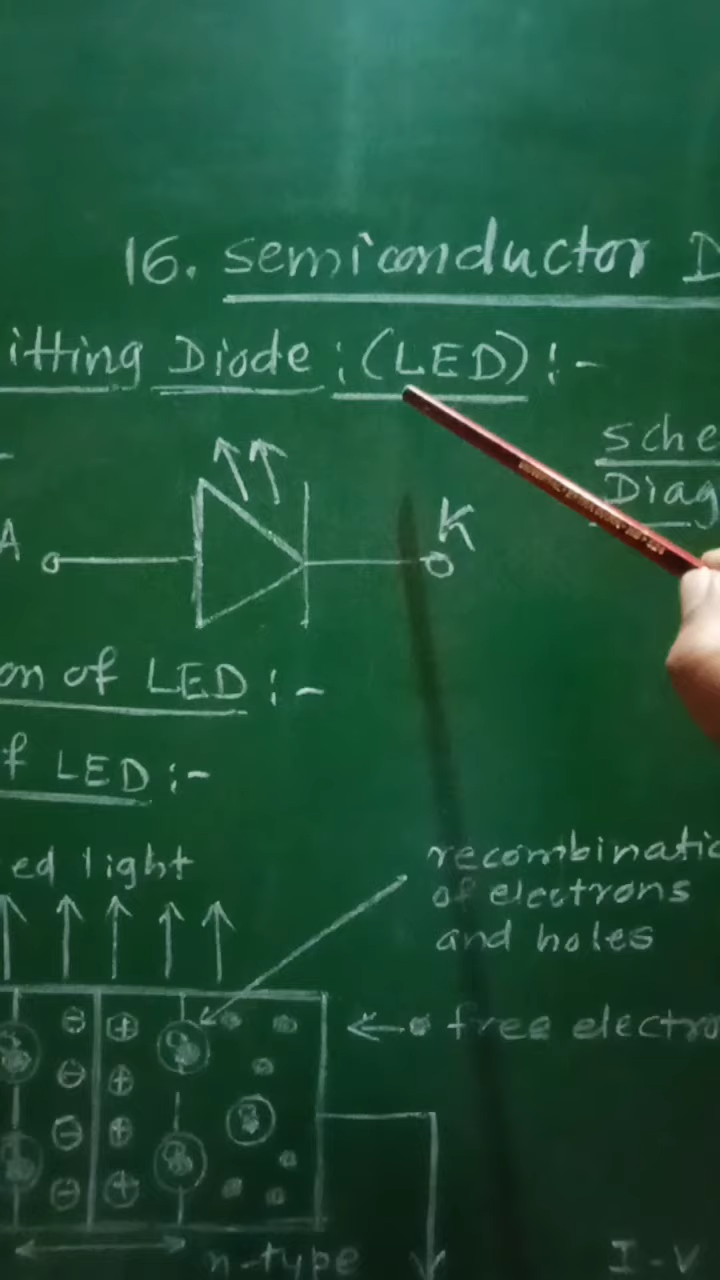 16. Semiconductor D
itting Diode : (LED) :-
Sche
Diag
A
K
on of LED :-
f LED :-
ed light
recombinatio
of electrons
and holes
free electro
n-type
I-V